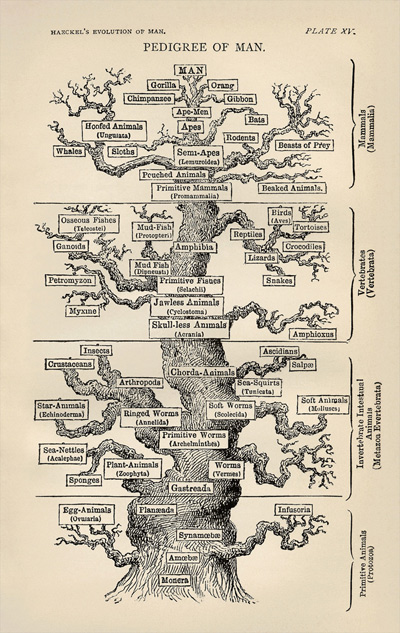 HAECKEL'S EVOLUTION OF MAN.
PLATE XV.
PEDIGREE OF MAN.
MAN
Gorilla
Orang
Chimpanzee
Gibbon
Ape-Men
Apes
Bats
Hoofed Animals
(Ungulata)
Rodents
Beasts of Prey
Whales
Sloths
Semi-Apes
(Lemuroidea)
Pouched Animals
Primitive Mammals
(Promammalia)
Beaked Animals.
Mammals
(Mammalia)
Osseous Fishes
(Teleostei)
Mud-Fish
(Protopteri)
Birds
(Aves)
Tortoises
Reptiles
Ganoids
Amphibia
Crocodiles
Lizards
Mud Fish
(Dipneusti)
Petromyzon
Primitive Fishes
(Selachii)
Snakes
Jawless Animals
(Cyclostoma)
Myxine
Skull-less Animals
(Acrania)
Amphioxus
Vertebrates
(Vertebrata)
Insects
Ascidians
Crustaceans
Salpæ
Chorda-Animals
Arthropods
Sea-Squirts
(Tunicata)
Star-Animals
(Echinoderma)
Ringed Worms
(Annelida)
Soft Worms
(Scolecida)
Soft Animals
(Molluscs)
Primitive Worms
(Archelminthes)
Sea-Nettles
(Acalephae)
Plant-Animals
(Zoophyta)
Worms
(Vermes)
Sponges
Gastreada
Invertebrate Intestinal
Animals
(Metazoa Evertebrata)
Egg-Animals
(Ovularia)
Planæada
Infusoria
Synamœbæ
Amœbæ
Monera
Primitive Animals
(Protozoa)